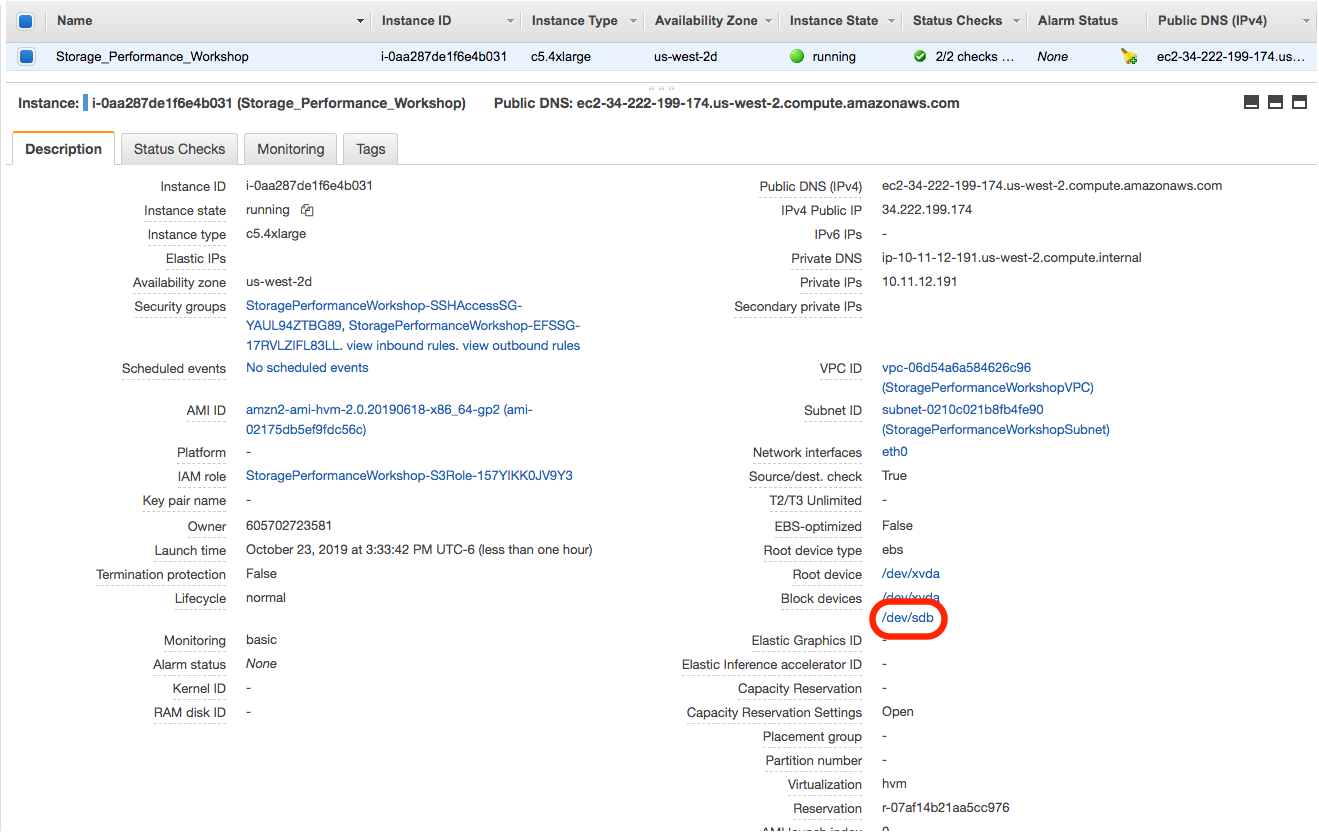 Name Instance ID Instance Type Availability Zone Instance State Status Checks Alarm Status Public DNS (IPv4)
Storage_Performance_Workshop i-0aa287de1f6e4b031 c5.4xlarge us-west-2d running 2/2 checks ... None ec2-34-222-199-174.us...
Instance: i-0aa287de1f6e4b031 (Storage_Performance_Workshop) Public DNS: ec2-34-222-199-174.us-west-2.compute.amazonaws.com
Description Status Checks Monitoring Tags
Instance ID i-0aa287de1f6e4b031
Instance state running
Instance type c5.4xlarge
Elastic IPs
Availability zone us-west-2d
Security groups StoragePerformanceWorkshop-SSHAccessSG-
YAUL94ZTBG89, StoragePerformanceWorkshop-EFSSG-
17RVLZIFL83LL. view inbound rules. view outbound rules
Scheduled events No scheduled events
AMI ID amzn2-ami-hvm-2.0.20190618-x86_64-gp2 (ami-
02175db5ef9fdc56c)
Platform -
IAM role StoragePerformanceWorkshop-S3Role-157YIKK0JV9Y3
Key pair name -
Owner 605702723581
Launch time October 23, 2019 at 3:33:42 PM UTC-6 (less than one hour)
Termination protection False
Lifecycle normal
Monitoring basic
Alarm status None
Kernel ID -
RAM disk ID -
Public DNS (IPv4) ec2-34-222-199-174.us-west-2.compute.amazonaws.com
IPv4 Public IP 34.222.199.174
IPv6 IPs -
Private DNS ip-10-11-12-191.us-west-2.compute.internal
Private IPs 10.11.12.191
Secondary private IPs
VPC ID vpc-06d54a6a584626c96
(StoragePerformanceWorkshopVPC)
Subnet ID subnet-0210c021b8fb4fe90
(StoragePerformanceWorkshopSubnet)
Network interfaces eth0
Source/dest. check True
T2/T3 Unlimited -
EBS-optimized False
Root device type ebs
Root device /dev/xvda
Block devices /dev/xvda
/dev/sdb
Elastic Graphics ID -
Elastic Inference accelerator ID -
Capacity Reservation -
Capacity Reservation Settings Open
Placement group -
Partition number -
Virtualization hvm
Reservation r-07af14b21aa5cc976
AMI launch index 0